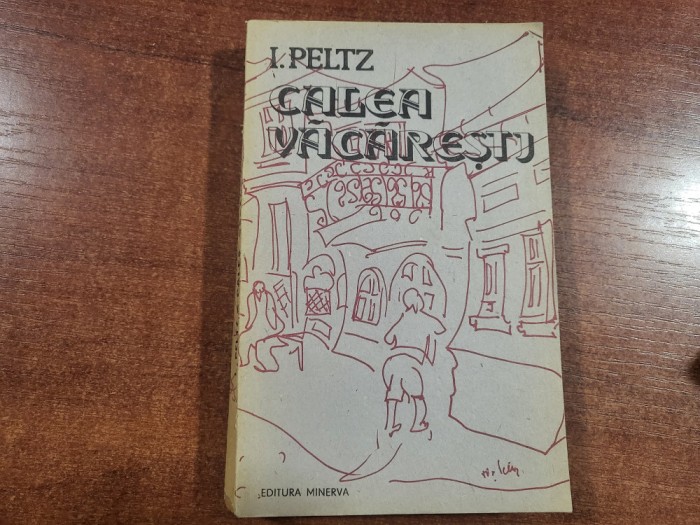 I. PELTZ
CALEA
VĂCĂREȘTI
EDITURA MINERVA